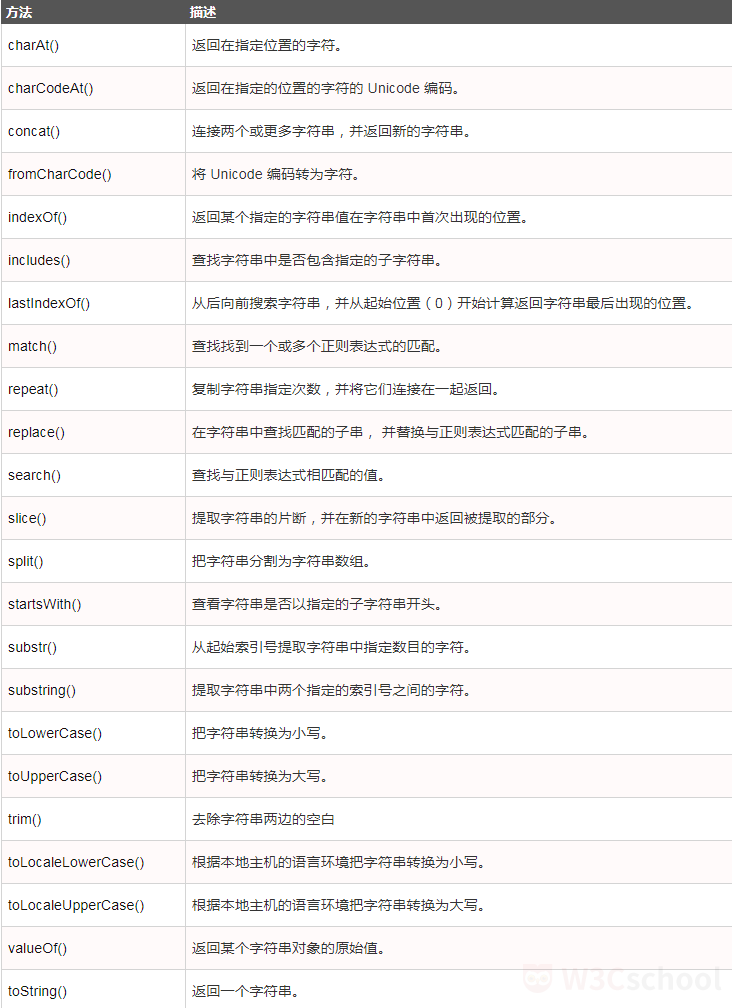 方法 描述
charAt() 返回在指定位置的字符。
charCodeAt() 返回在指定的位置的字符的 Unicode 编码。
concat() 连接两个或更多字符串，并返回新的字符串。
fromCharCode() 将 Unicode 编码转为字符。
indexOf() 返回某个指定的字符串值在字符串中首次出现的位置。
includes() 查找字符串中是否包含指定的子字符串。
lastIndexOf() 从后向前搜索字符串，并从起始位置（0）开始计算返回字符串最后出现的位置。
match() 查找找到一个或多个正则表达式的匹配。
repeat() 复制字符串指定次数，并将它们连接在一起返回。
replace() 在字符串中查找匹配的子串， 并替换与正则表达式匹配的子串。
search() 查找与正则表达式相匹配的值。
slice() 提取字符串的片断，并在新的字符串中返回被提取的部分。
split() 把字符串分割为字符串数组。
startsWith() 查看字符串是否以指定的子字符串开头。
substr() 从起始索引号提取字符串中指定数目的字符。
substring() 提取字符串中两个指定的索引号之间的字符。
toLowerCase() 把字符串转换为小写。
toUpperCase() 把字符串转换为大写。
trim() 去除字符串两边的空白
toLocaleLowerCase() 根据本地主机的语言环境把字符串转换为小写。
toLocaleUpperCase() 根据本地主机的语言环境把字符串转换为大写。
valueOf() 返回某个字符串对象的原始值。
toString() 返回一个字符串。
W3Cschool